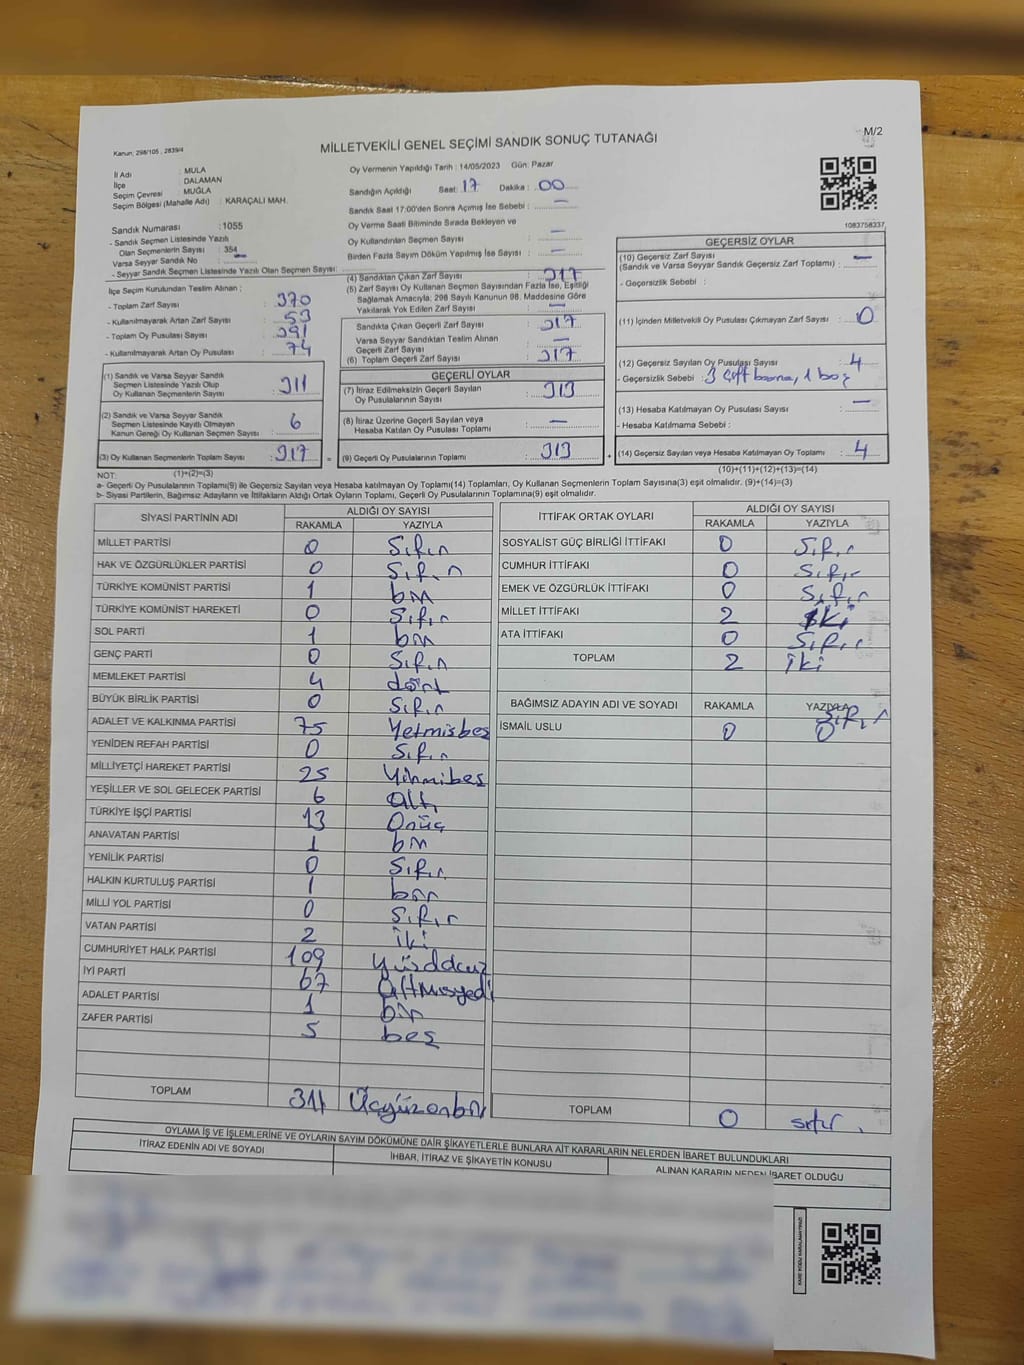 M/2
Kanun; 298/105 , 2839/4
MİLLETVEKİLİ GENEL SEÇİMİ SANDIK SONUÇ TUTANAĞI
İl Adı : MULA
İlçe : DALAMAN
Seçim Çevresi : MUĞLA
Seçim Bölgesi (Mahalle Adı) : KARAÇALI MAH.
Oy Vermenin Yapıldığı Tarih : 14/05/2023 Gün: Pazar
Sandığın Açıldığı Saat: 17 Dakika : 00
Sandık Saat 17:00'den Sonra Açımış İse Sebebi : —
Oy Verme Saati Bitiminde Sırada Bekleyen ve
Oy Kullandırılan Seçmen Sayısı : —
Birden Fazla Sayım Döküm Yapılmış İse Sayısı : —
1083758337
Sandık Numarası :1055
- Sandık Seçmen Listesinde Yazılı
Olan Seçmenlerin Sayısı : 354
Varsa Seyyar Sandık No :
- Seyyar Sandık Seçmen Listesinde Yazılı Olan Seçmen Sayısı:
İlçe Seçim Kurulundan Teslim Alınan ;
- Toplam Zarf Sayısı : 370
- Kullanılmayarak Artan Zarf Sayısı : 53
- Toplam Oy Pusulası Sayısı : 391
- Kullanılmayarak Artan Oy Pusulası : 74
(1) Sandık ve Varsa Seyyar Sandık
Seçmen Listesinde Yazılı Olup
Oy Kullanan Seçmenlerin Sayısı : 311
(2) Sandık ve Varsa Seyyar Sandık
Seçmen Listesinde Kayıtlı Olmayan
Kanun Gereği Oy Kullanan Seçmen Sayısı : 6
(3) Oy Kullanan Seçmenlerin Toplam Sayısı : 317
(1)+(2)=(3)
(4) Sandıktan Çıkan Zarf Sayısı : 317
(5) Zarf Sayısı Oy Kullanan Seçmen Sayısından Fazla İse, Eşitliği
Sağlamak Amacıyla; 298 Sayılı Kanunun 98. Maddesine Göre
Yakılarak Yok Edilen Zarf Sayısı : —
Sandıkta Çıkan Geçerli Zarf Sayısı : 317
Varsa Seyyar Sandıktan Teslim Alınan
Geçerli Zarf Sayısı : —
(6) Toplam Geçerli Zarf Sayısı : 317
GEÇERLİ OYLAR
(7) İtiraz Edilmeksizin Geçerli Sayılan
Oy Pusulalarının Sayısı : 313
(8) İtiraz Üzerine Geçerli Sayılan veya
Hesaba Katılan Oy Pusulası Toplamı : —
= (9) Geçerli Oy Pusulalarının Toplamı : 313 +
GEÇERSİZ OYLAR
(10) Geçersiz Zarf Sayısı
(Sandık ve Varsa Seyyar Sandık Geçersiz Zarf Toplamı) : —
- Geçersizlik Sebebi :
(11) İçinden Milletvekili Oy Pusulası Çıkmayan Zarf Sayısı : 0
(12) Geçersiz Sayılan Oy Pusulası Sayısı : 4
- Geçersizlik Sebebi : 3 çift basma, 1 boş
(13) Hesaba Katılmayan Oy Pusulası Sayısı : —
- Hesaba Katılmama Sebebi :
(14) Geçersiz Sayılan veya Hesaba Katılmayan Oy Toplamı : 4
(10)+(11)+(12)+(13)=(14)
NOT:
a- Geçerli Oy Pusulalarının Toplamı(9) ile Geçersiz Sayılan veya Hesaba katılmayan Oy Toplamı(14) Toplamları, Oy Kullanan Seçmenlerin Toplam Sayısına(3) eşit olmalıdır. (9)+(14)=(3)
b- Siyasi Partilerin, Bağımsız Adayların ve İttifakların Aldığı Ortak Oyların Toplamı, Geçerli Oy Pusulalarının Toplamına(9) eşit olmalıdır.
SİYASİ PARTİNİN ADI ALDIĞI OY SAYISI
RAKAMLA YAZIYLA
MİLLET PARTİSİ 0 Sıfır
HAK VE ÖZGÜRLÜKLER PARTİSİ 0 Sıfır
TÜRKİYE KOMÜNİST PARTİSİ 1 bir
TÜRKİYE KOMÜNİST HAREKETİ 0 Sıfır
SOL PARTİ 1 bir
GENÇ PARTİ 0 Sıfır
MEMLEKET PARTİSİ 4 dört
BÜYÜK BİRLİK PARTİSİ 0 Sıfır
ADALET VE KALKINMA PARTİSİ 75 Yetmişbeş
YENİDEN REFAH PARTİSİ 0 Sıfır
MİLLİYETÇİ HAREKET PARTİSİ 25 Yirmibeş
YEŞİLLER VE SOL GELECEK PARTİSİ 6 altı
TÜRKİYE İŞÇİ PARTİSİ 13 Onüç
ANAVATAN PARTİSİ 1 bir
YENİLİK PARTİSİ 0 Sıfır
HALKIN KURTULUŞ PARTİSİ 1 bir
MİLLİ YOL PARTİSİ 0 Sıfır
VATAN PARTİSİ 2 iki
CUMHURİYET HALK PARTİSİ 109 Yüzdokuz
İYİ PARTİ 67 altmışyedi
ADALET PARTİSİ 1 bir
ZAFER PARTİSİ 5 beş
TOPLAM 311 Üçyüzonbir
İTTİFAK ORTAK OYLARI ALDIĞI OY SAYISI
RAKAMLA YAZIYLA
SOSYALİST GÜÇ BİRLİĞİ İTTİFAKI 0 Sıfır
CUMHUR İTTİFAKI 0 Sıfır
EMEK VE ÖZGÜRLÜK İTTİFAKI 0 Sıfır
MİLLET İTTİFAKI 2 iki
ATA İTTİFAKI 0 Sıfır
TOPLAM 2 iki
BAĞIMSIZ ADAYIN ADI VE SOYADI RAKAMLA YAZIYLA
Sıfır
İSMAİL USLU 0 0
TOPLAM 0 sıfır
OYLAMA İŞ VE İŞLEMLERİNE VE OYLARIN SAYIM DÖKÜMÜNE DAİR ŞİKAYETLERLE BUNLARA AİT KARARLARIN NELERDEN İBARET BULUNDUKLARI
İTİRAZ EDENİN ADI VE SOYADI İHBAR, İTİRAZ VE ŞİKAYETİN KONUSU ALINAN KARARIN NEDEN İBARET OLDUĞU
KARE KODU KARALAMAYINIZ!